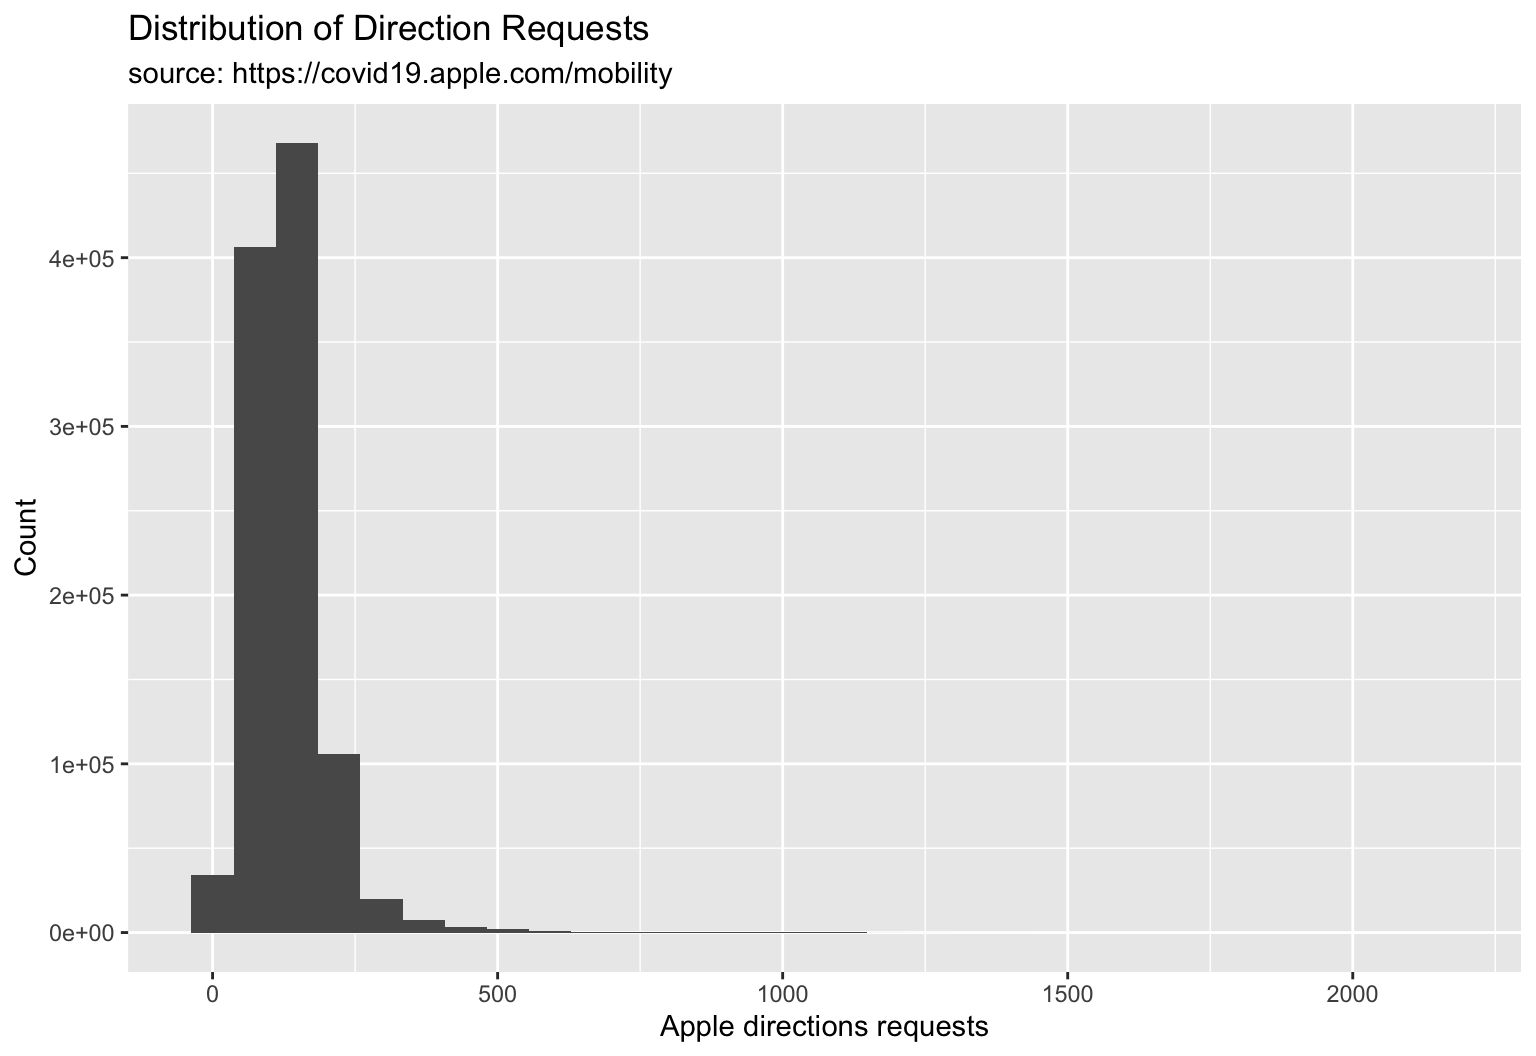 Distribution of Direction Requests
source: https://covid19.apple.com/mobility
Count
4e+05
3e+05
2e+05
1e+05
0e+00
0 500 1000 1500 2000
Apple directions requests